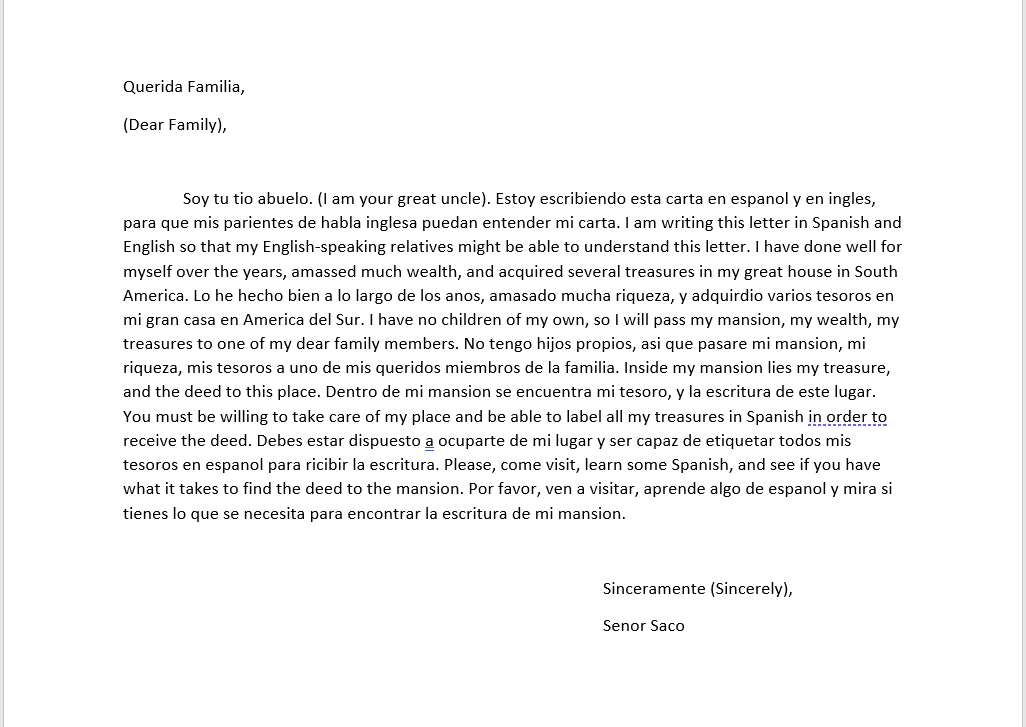 Querida Familia,
(Dear Family),
Soy tu tio abuelo. (I am your great uncle). Estoy escribiendo esta carta en espanol y en ingles,
para que mis parientes de habla inglesa puedan entender mi carta. I am writing this letter in Spanish and
English so that my English-speaking relatives might be able to understand this letter. I have done well for
myself over the years, amassed much wealth, and acquired several treasures in my great house in South
America. Lo he hecho bien a lo largo de los anos, amasado mucha riqueza, y adquirdio varios tesoros en
mi gran casa en America del Sur. I have no children of my own, so I will pass my mansion, my wealth, my
treasures to one of my dear family members. No tengo hijos propios, asi que pasare mi mansion, mi
riqueza, mis tesoros a uno de mis queridos miembros de la familia. Inside my mansion lies my treasure,
and the deed to this place. Dentro de mi mansion se encuentra mi tesoro, y la escritura de este lugar.
You must be willing to take care of my place and be able to label all my treasures in Spanish in order to
receive the deed. Debes estar dispuesto a ocuparte de mi lugar y ser capaz de etiquetar todos mis
tesoros en espanol para ricibir la escritura. Please, come visit, learn some Spanish, and see if you have
what it takes to find the deed to the mansion. Por favor, ven a visitar, aprende algo de espanol y mira si
tienes lo que se necesita para encontrar la escritura de mi mansion.
Sinceramente (Sincerely),
Senor Saco